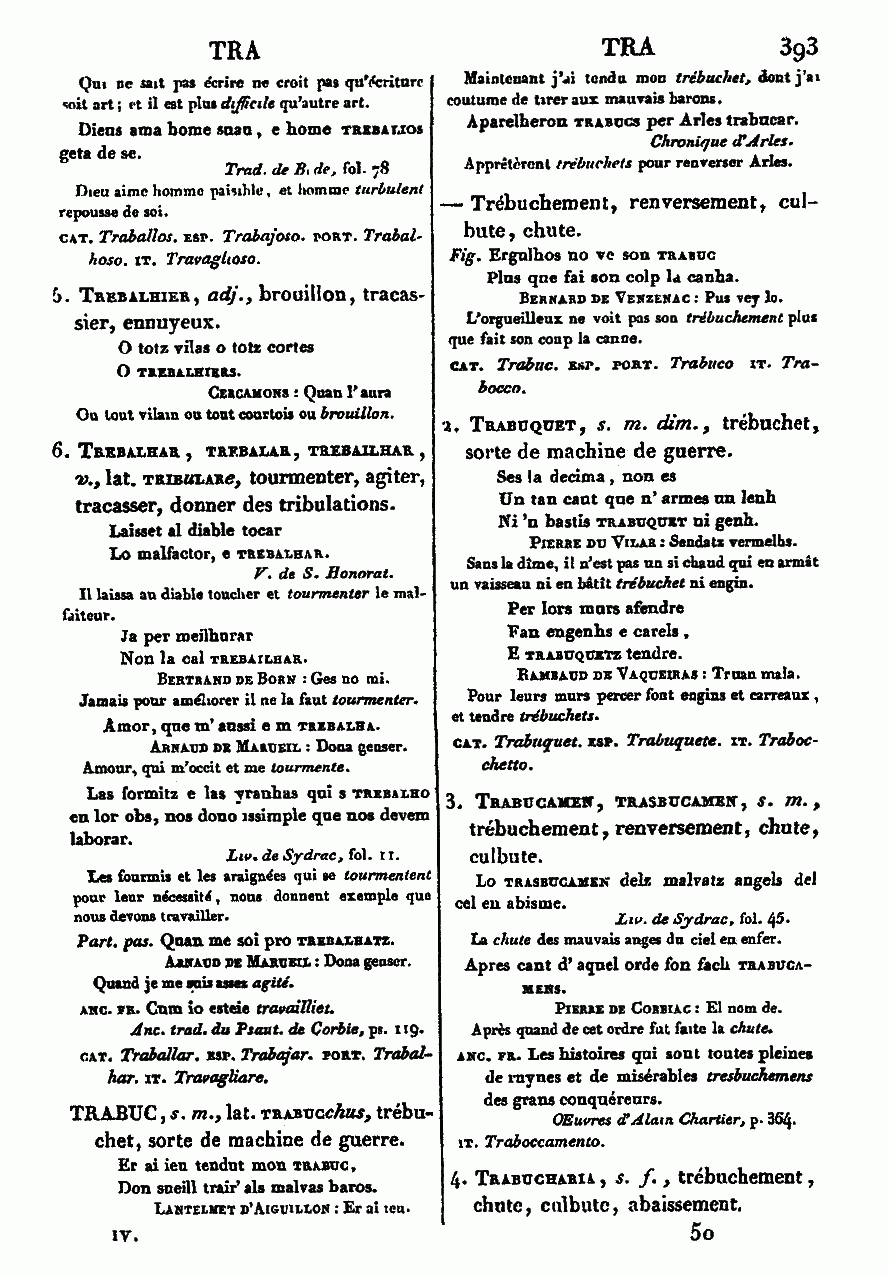 TRA
TRA 393
Qui ne sait pas écrire ne croit pas qu'écriture
soit art ; et il est plus difficile qu'autre art.
Dieus ama home suau, e home TREBALIOS
geta de se.
Trad. de Bède, fol. 78
Dieu aime homme paisible, et homme turbulent
repousse de soi.
CAT. Traballos. ESP. Trabajoso. PORT. Trabal-
hoso. IT. Travaglioso.
5. TREBALHIER, adj., brouillon, tracas-
sier, ennuyeux.
O totz vilas o totz cortes
O TREBALHIERS.
CERCAMONS : Quan l'aura
Ou tout vilain ou tout courtois ou brouillon.
6. TREBALHAR, TREBALAR, TREBAILHAR,
v., lat. TRIBULARe, tourmenter, agiter,
tracasser, donner des tribulations.
Laisset al diable tocar
Lo malfactor, e TREBALHAR.
V. de S. Honorat.
Il laissa au diable toucher et tourmenter le mal-
faiteur.
Ja per meilhurar
Non la cal TREBAILHAR.
BERTRAND DE BORN : Ges no mi.
Jamais pour améliorer il ne la faut tourmenter.
Amor, que m'aussi e m TREBALHA.
ARNAUD DE MARUEIL : Dona genser.
Amour, qui m'occit et me tourmente.
Las formitz e las yranhas qui s TREBALHO
en lor obs, nos dono issimple que nos devem
laborar.
Liv. de Sydrac, fol. 11.
Les fourmis et les araignées qui se tourmentent
pour leur nécessité, nous donnent exemple que
nous devons travailler.
Part. pas. Quan me soi pro TREBALHATZ.
ARNAUD DE MARUEIL : Dona genser.
Quand je me suis assez agité.
ANC. FR. Cum io esteie travailliet.
Anc. trad. du Psaut. de Corbie, ps. 119.
CAT. Traballar. ESP. Trabajar. PORT. Trabal-
har. IT. Travagliare.
TRABUC, s. m., lat. TRABUCchus, trébu-
chet, sorte de machine de guerre.
Er ai ieu tendut mon TRABUC,
Don sueill trair' als malvas baros.
LANTELMET D'AIGUILLON : Er ai ieu.
IV.
Maintenant j'ai tendu mon trébuchet, dont j'ai
coutume de tirer aux mauvais barons.
Aparelheron TRABUCS per Arles trabucar.
Chronique d'Arles.
Apprêtèrent trébuchets pour renverser Arles.
— Trébuchement, renversement, cul-
bute, chute.
Fig. Ergulhos no ve son TRABUC
Plus que fai son colp la canha.
BERNARD DE VENZENAC : Pus vey lo.
L'orgueilleux ne voit pas son trébuchement plus
que fait son coup la canne.
CAT. Trabuc. ESP. PORT. Trabuco IT. Tra-
bocco.
2. TRABUQUET, s. m. dim., trébuchet,
sorte de machine de guerre.
Ses la decima, non es
Un tan caut que n'armes un lenh
Ni 'n bastis TRABUQUET ni genh.
PIERRE DU VILAR : Sendatz vermelhs.
Sans la dîme, il n'est pas un si chaud qui en armât
un vaisseau ni en bâtît trébuchet ni engin.
Per lors murs afendre
Fan engenhs e carels,
E TRABUQUETZ tendre.
RAMBAUD DE VAQUEIRAS : Truan mala.
Pour leurs murs percer font engins et carreaux,
et tendre trébuchets.
CAT. Trabuquet. ESP. Trabuquete. IT. Traboc-
chetto.
3. TRABUCAMEN, TRASBUCAMEN, s. m.,
trébuchement, renversement, chute,
culbute.
Lo TRASBUCAMEN dels malvatz angels del
cel en abisme.
Liv. de Sydrac, fol. 45.
La chute des mauvais anges du ciel en enfer.
Apres cant d'aquel orde fon fach TRABUCA-
MENS.
PIERRE DE CORBIAC : El nom de.
Après quand de cet ordre fut faite la chute.
ANC. FR. Les histoires qui sont toutes pleines
de ruynes et de misérables tresbuchemens
des grans conquéreurs.
Œuvres d'Alain Chartier, p. 364.
IT. Traboccamento.
4. TRABUCHARIA, s. f., trébuchement,
chute, culbute, abaissement.
50